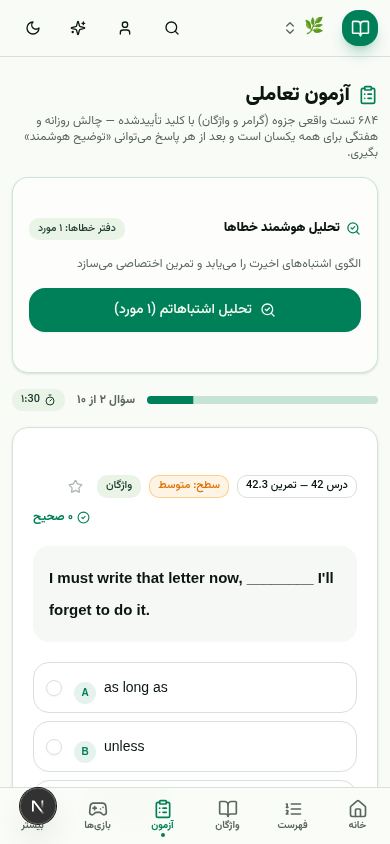 آزمون تعاملی
۶۸۴ تست واقعی جزوه (گرامر و واژگان) با کلید تأییدشده — چالش روزانه و
هفتگی برای همه یکسان است و بعد از هر پاسخ می‌توانی «توضیح هوشمند»
بگیری.
تحلیل هوشمند خطاها
دفتر خطاها: ۱ مورد
الگوی اشتباه‌های اخیرت را می‌یابد و تمرین اختصاصی می‌سازد
تحلیل اشتباهاتم (۱ مورد)
سؤال ۲ از ۱۰
۱:30
درس 42 — تمرین 42.3
سطح: متوسط
واژگان
۰ صحیح
I must write that letter now, ________ I'll
forget to do it.
A as long as
B unless
خانه
فهرست
واژگان
آزمون
بازی‌ها
بیشتر
N